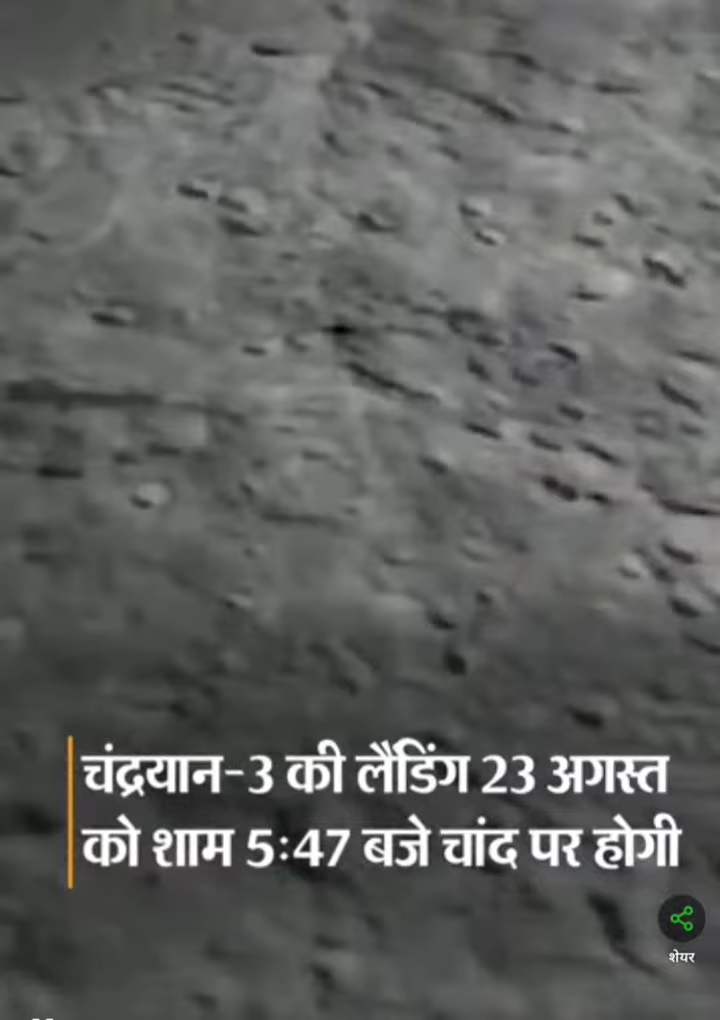 चंद्रयान-3 की लैंडिंग 23 अगस्त
को शाम 5:47 बजे चांद पर होगी
शेयर